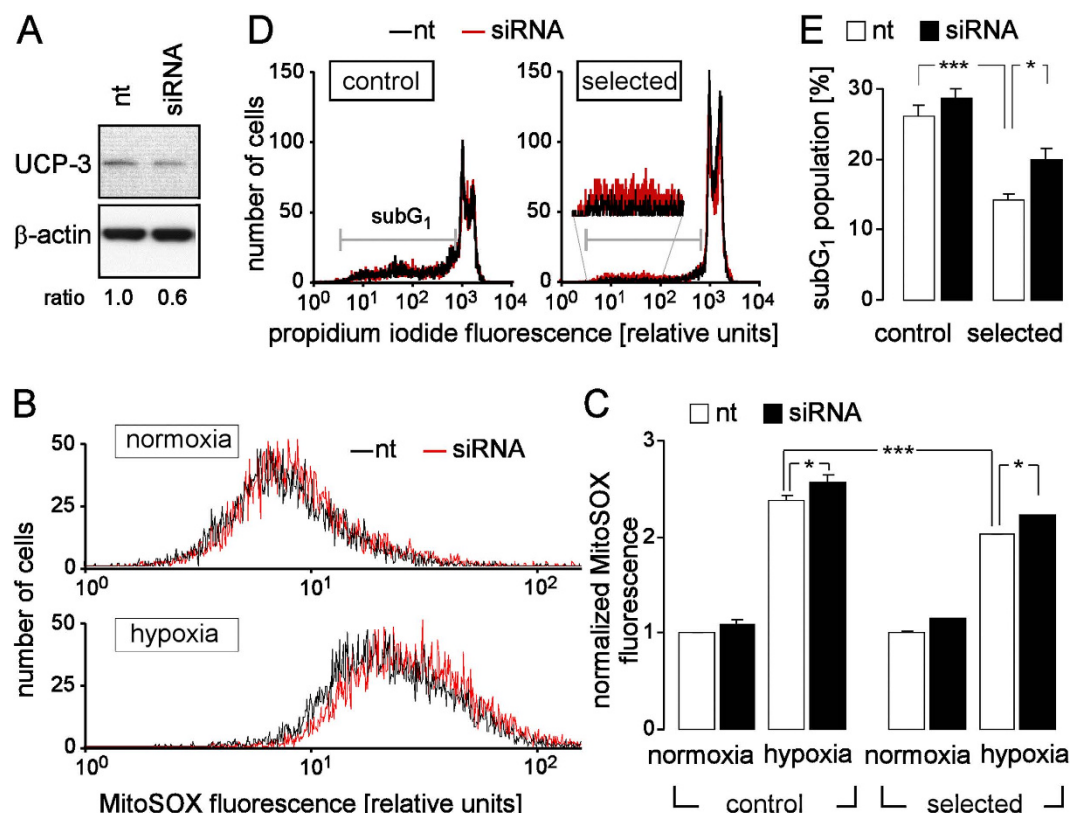 A
nt
siRNA
UCP-3
β-actin
ratio
1.0
0.6
D
nt
siRNA
control
selected
number of cells
150
100
50
0
subG₁
10⁰ 10¹ 10² 10³ 10⁴
150
100
50
0
10⁰ 10¹ 10² 10³ 10⁴
propidium iodide fluorescence [relative units]
E
nt
siRNA
***
*
subG₁ population [%]
30
20
10
0
control
selected
B
normoxia
nt
siRNA
number of cells
50
25
0
10⁰ 10¹ 10²
hypoxia
number of cells
50
25
0
10⁰ 10¹ 10²
MitoSOX fluorescence [relative units]
C
nt
siRNA
***
*
*
normalized MitoSOX
fluorescence
3
2
1
0
normoxia hypoxia normoxia hypoxia
control
selected